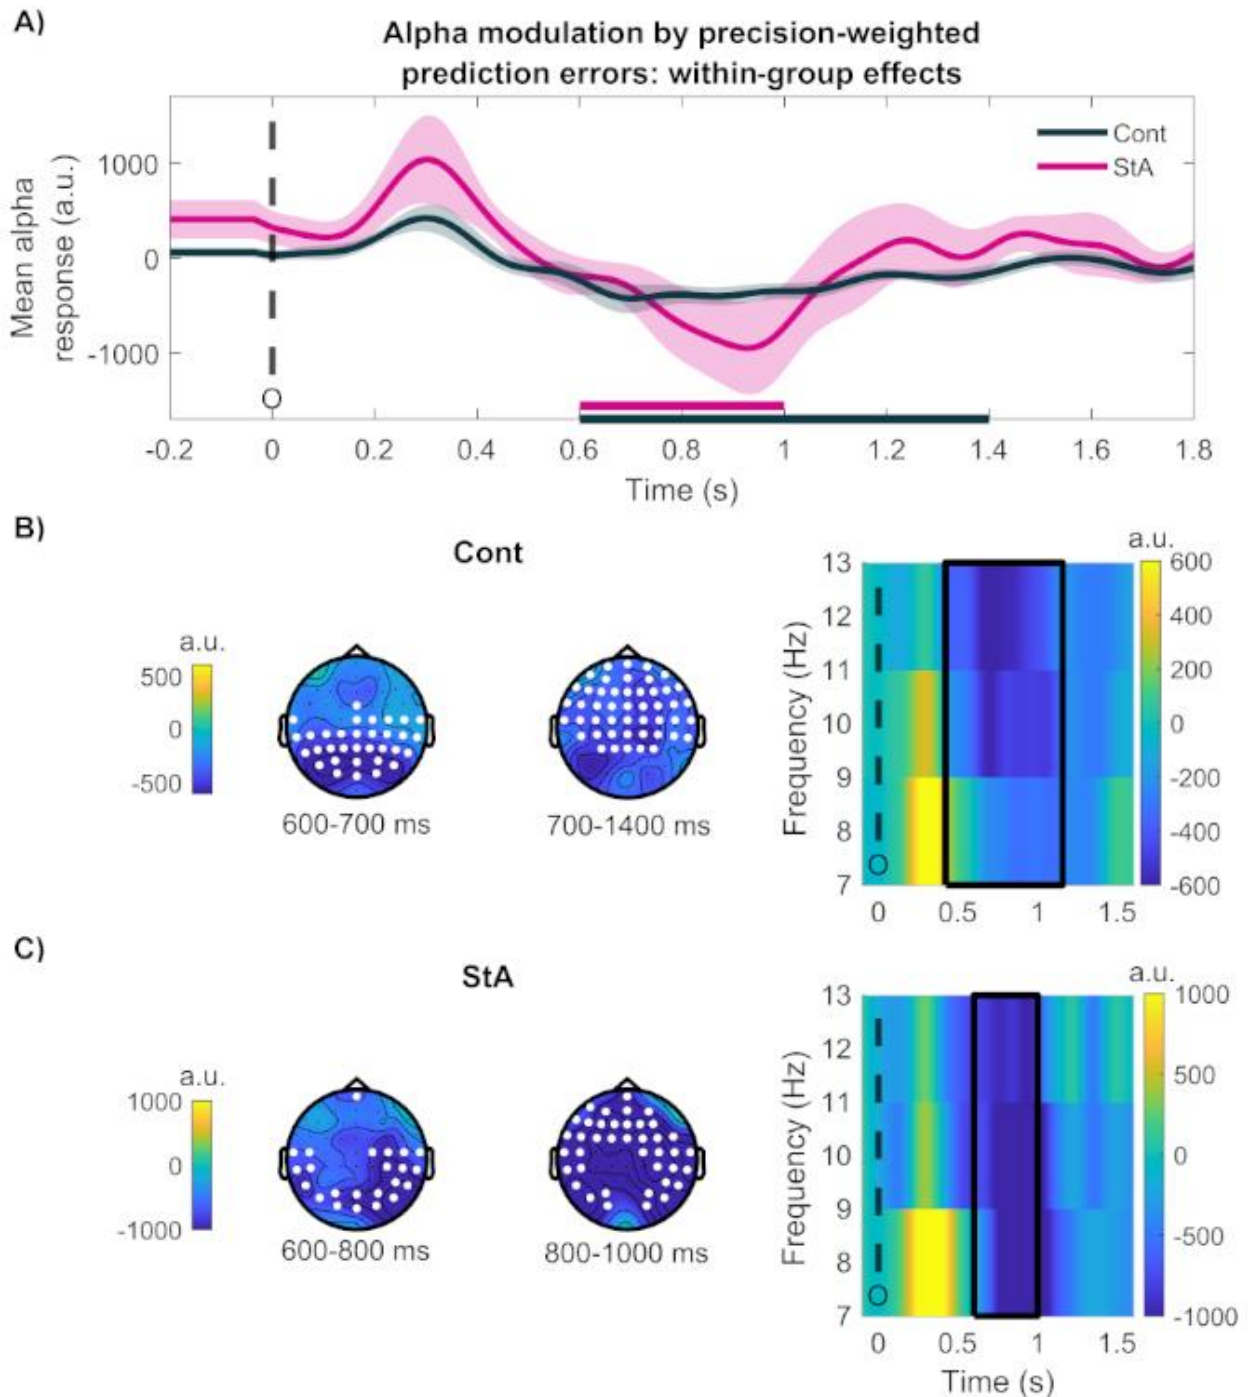 A)
Alpha modulation by precision-weighted
prediction errors: within-group effects
Mean alpha
response (a.u.)
1000
0
-1000
Cont
StA
O
-0.2 0 0.2 0.4 0.6 0.8 1 1.2 1.4 1.6 1.8
Time (s)
B)
Cont
a.u.
500
0
-500
600-700 ms
700-1400 ms
Frequency (Hz)
13
12
11
10
9
8
7
O
0 0.5 1 1.5
a.u.
600
400
200
0
-200
-400
-600
C)
StA
a.u.
1000
0
-1000
600-800 ms
800-1000 ms
Frequency (Hz)
13
12
11
10
9
8
7
O
0 0.5 1 1.5
Time (s)
a.u.
1000
500
0
-500
-1000